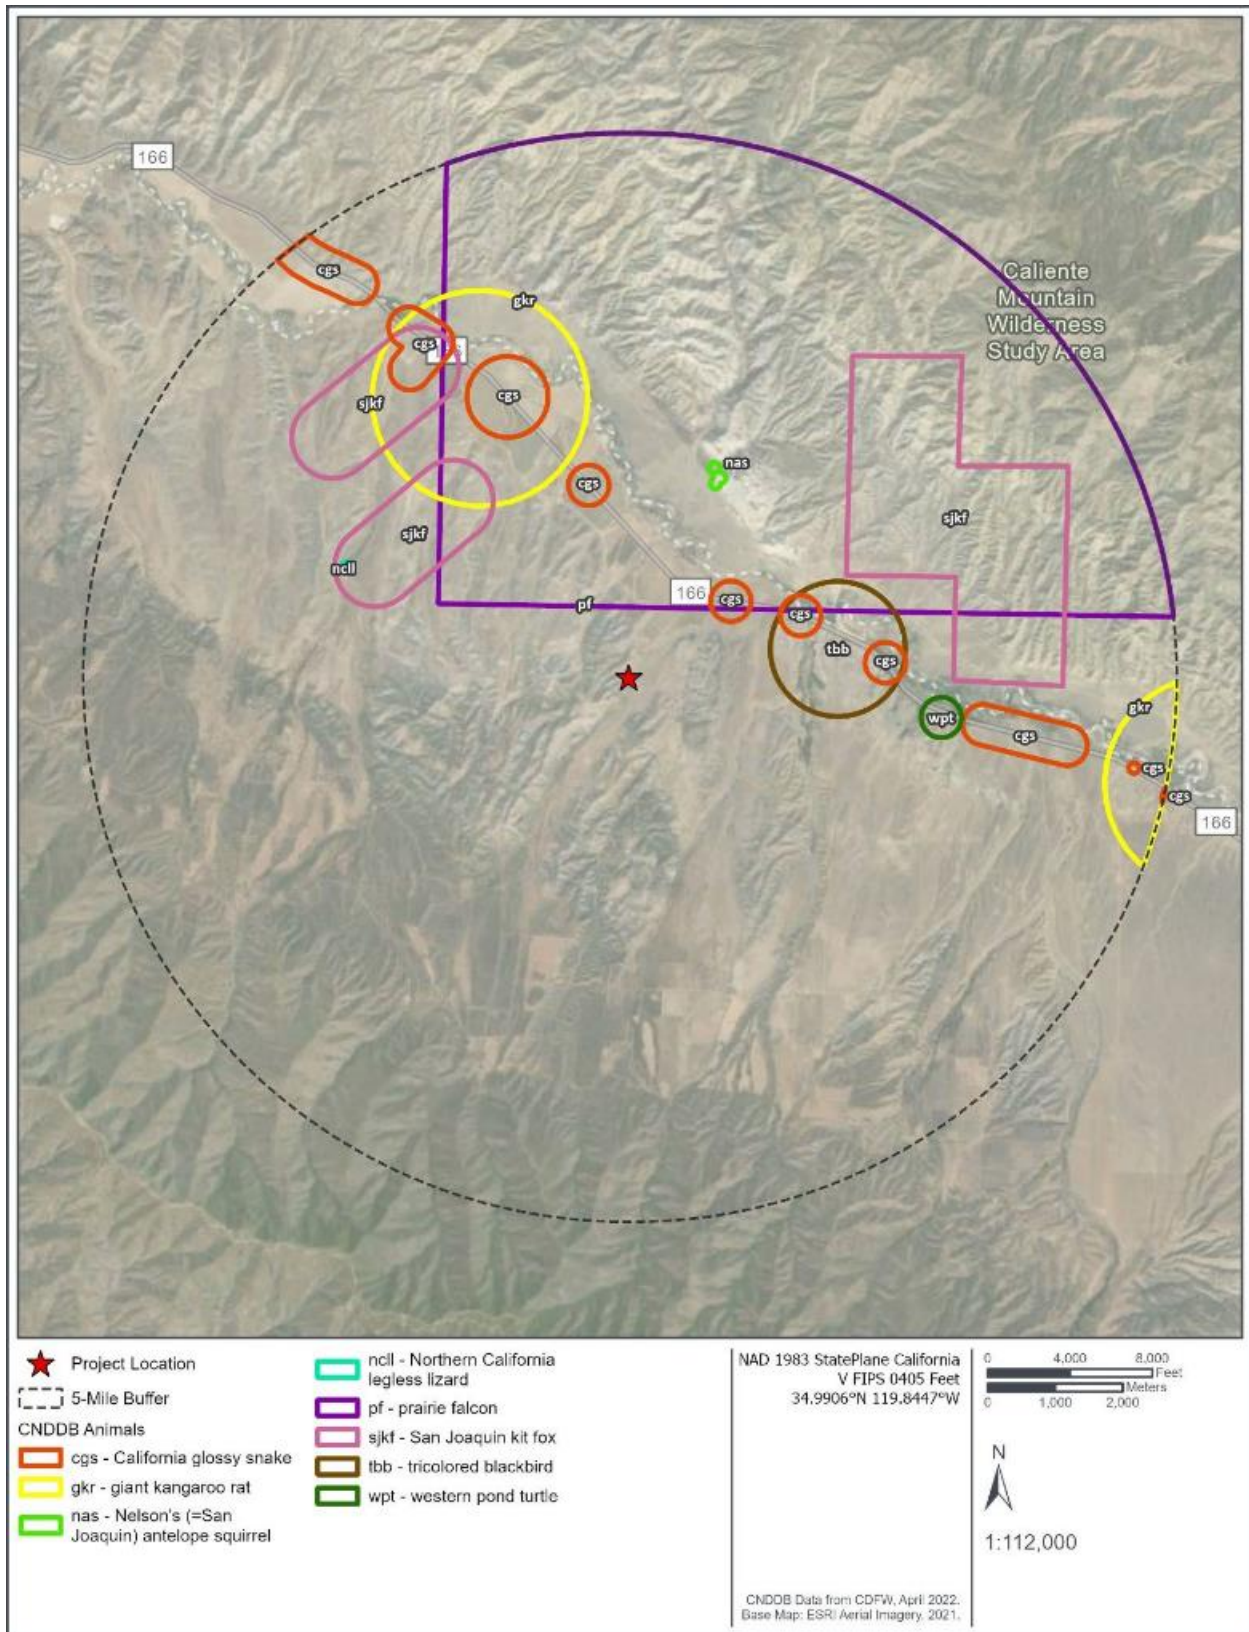 166
cgs
gkr
Caliente
Mountain
Wilderness
Study Area
cgs
sjkf
cgs
cgs
nas
sjkf
sjkf
ncll
166
cgs
pf
cgs
tbb
cgs
wpt
cgs
gkr
cgs
cgs
166
Project Location
5-Mile Buffer
CNDDB Animals
cgs - California glossy snake
gkr - giant kangaroo rat
nas - Nelson's (=San
Joaquin) antelope squirrel
ncll - Northern California
legless lizard
pf - prairie falcon
sjkf - San Joaquin kit fox
tbb - tricolored blackbird
wpt - western pond turtle
NAD 1983 StatePlane California
V FIPS 0405 Feet
34.9906°N 119.8447°W
CNDDB Data from CDFW, April 2022.
Base Map: ESRI Aerial Imagery, 2021.
0 4,000 8,000
Feet
Meters
0 1,000 2,000
N
1:112,000